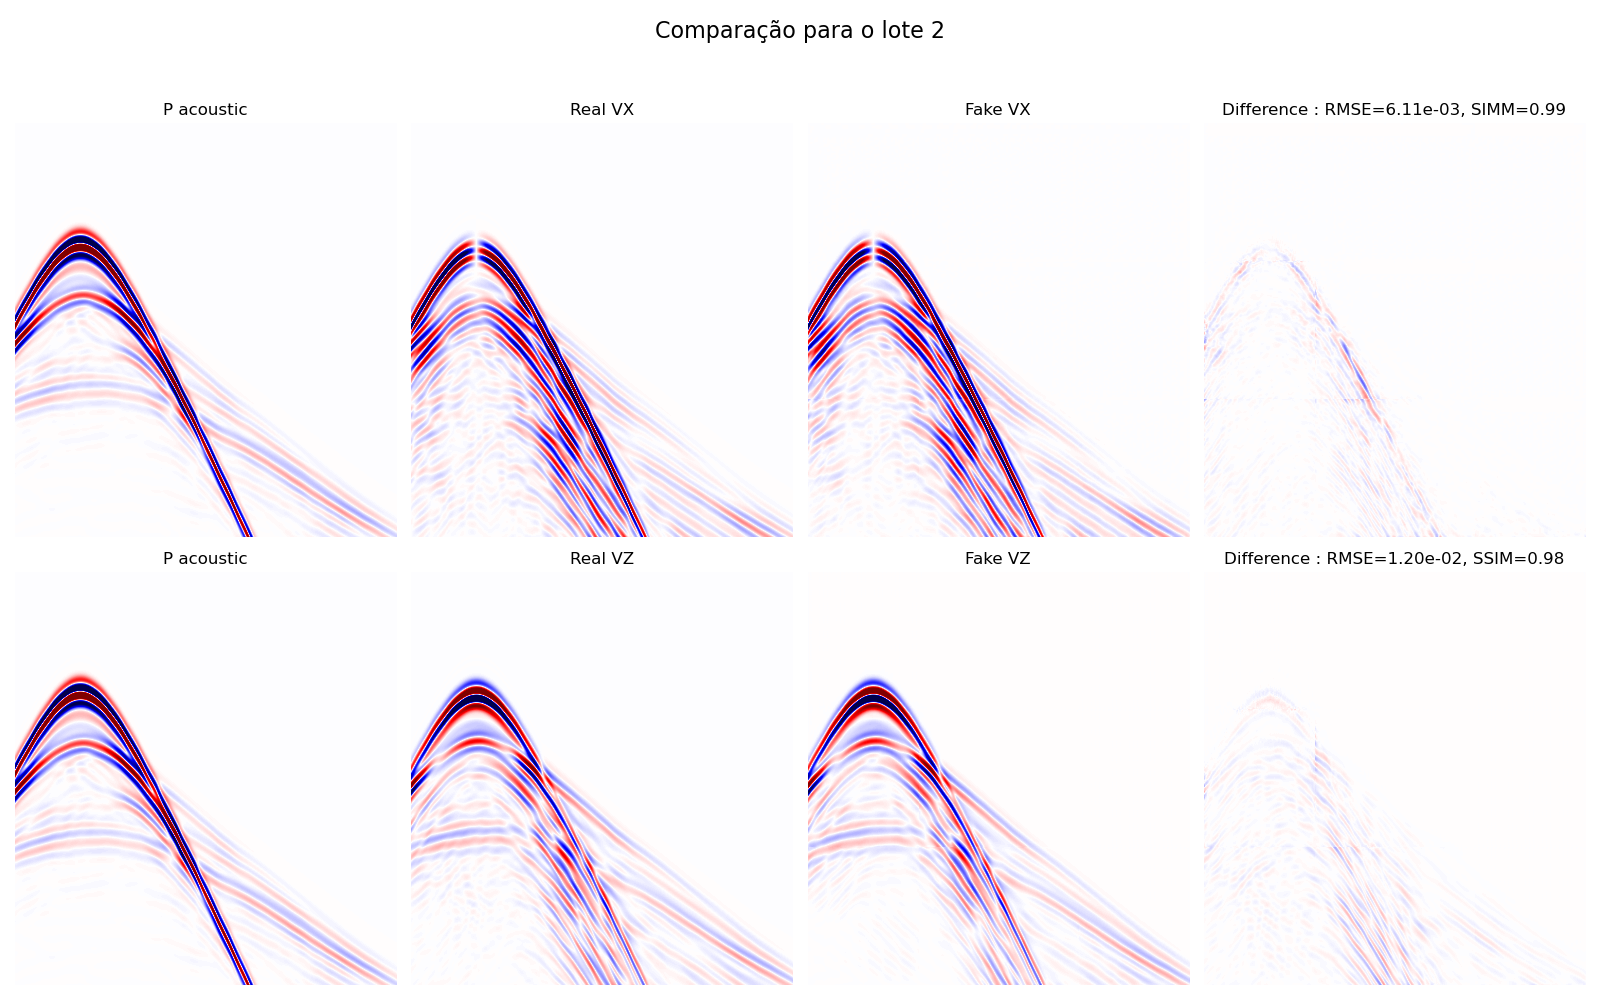 Comparação para o lote 2
P acoustic
Real VX
Fake VX
Difference : RMSE=6.11e-03, SIMM=0.99
P acoustic
Real VZ
Fake VZ
Difference : RMSE=1.20e-02, SSIM=0.98